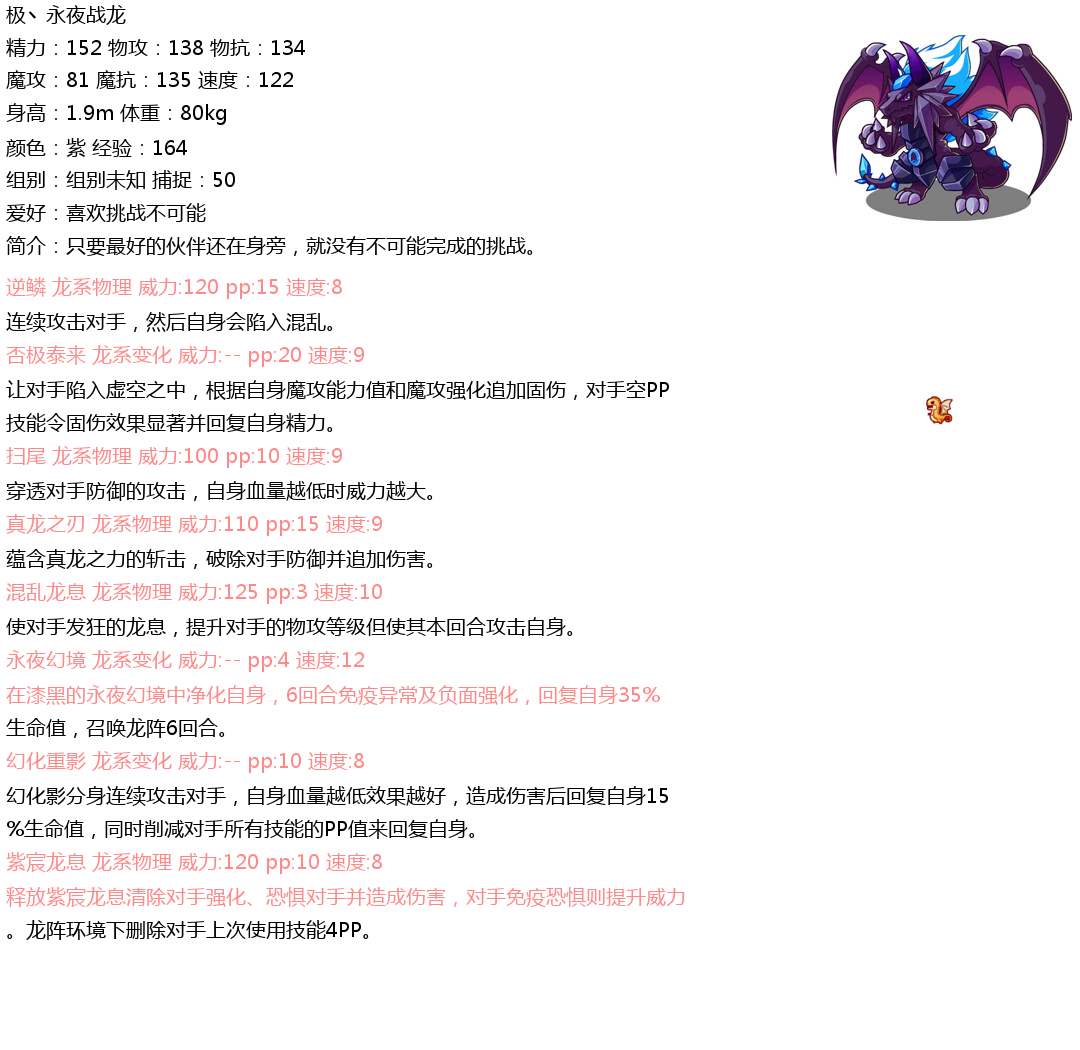 极丶永夜战龙
精力：152 物攻：138 物抗：134
魔攻：81 魔抗：135 速度：122
身高：1.9m 体重：80kg
颜色：紫 经验：164
组别：组别未知 捕捉：50
爱好：喜欢挑战不可能
简介：只要最好的伙伴还在身旁，就没有不可能完成的挑战。
逆鳞 龙系物理 威力:120 pp:15 速度:8
连续攻击对手，然后自身会陷入混乱。
否极泰来 龙系变化 威力:-- pp:20 速度:9
让对手陷入虚空之中，根据自身魔攻能力值和魔攻强化追加固伤，对手空PP
技能令固伤效果显著并回复自身精力。
扫尾 龙系物理 威力:100 pp:10 速度:9
穿透对手防御的攻击，自身血量越低时威力越大。
真龙之刃 龙系物理 威力:110 pp:15 速度:9
蕴含真龙之力的斩击，破除对手防御并追加伤害。
混乱龙息 龙系物理 威力:125 pp:3 速度:10
使对手发狂的龙息，提升对手的物攻等级但使其本回合攻击自身。
永夜幻境 龙系变化 威力:-- pp:4 速度:12
在漆黑的永夜幻境中净化自身，6回合免疫异常及负面强化，回复自身35%
生命值，召唤龙阵6回合。
幻化重影 龙系变化 威力:-- pp:10 速度:8
幻化影分身连续攻击对手，自身血量越低效果越好，造成伤害后回复自身15
%生命值，同时削减对手所有技能的PP值来回复自身。
紫宸龙息 龙系物理 威力:120 pp:10 速度:8
释放紫宸龙息清除对手强化、恐惧对手并造成伤害，对手免疫恐惧则提升威力
。龙阵环境下删除对手上次使用技能4PP。